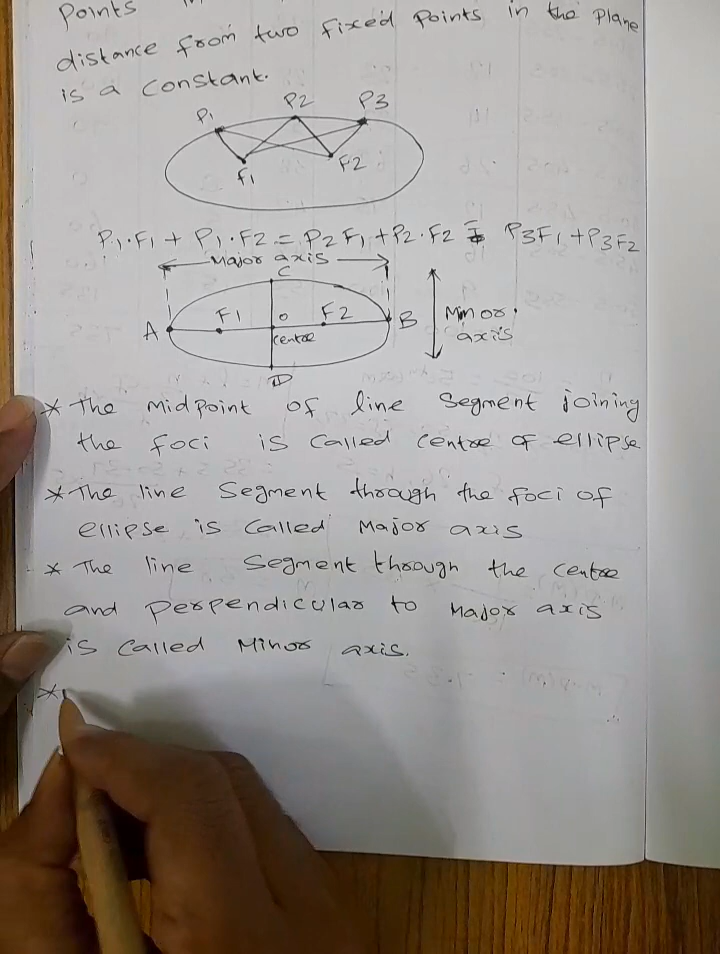 Points in
distance from two fixed points in the plane
is a constant.
P1 P2 P3
F1 F2
P1.F1 + P1.F2 = P2 F1 + P2.F2 = P3F1 + P3F2
Major axis
C
A F1 O F2 B
centre
Minor
axis
D
* The midpoint of line segment joining
the foci is called centre of ellipse
* The line segment through the foci of
ellipse is called Major axis
* The line segment through the centre
and perpendicular to Major axis
is called Minor axis.
*